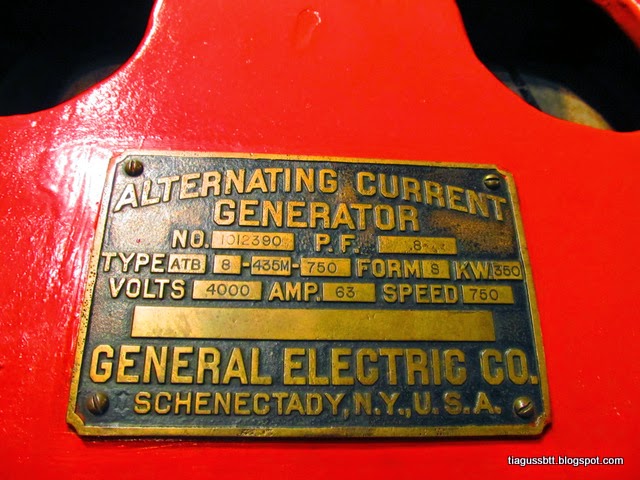 ALTERNATING CURRENT
GENERATOR
NO. 1012390 P.F. .8
TYPE ATB 8-435M-750 FORM 8 KW. 350
VOLTS 4000 AMP. 63 SPEED 750
GENERAL ELECTRIC CO.
SCHENECTADY, N.Y., U.S.A.
tiagussbtt.blogspot.com